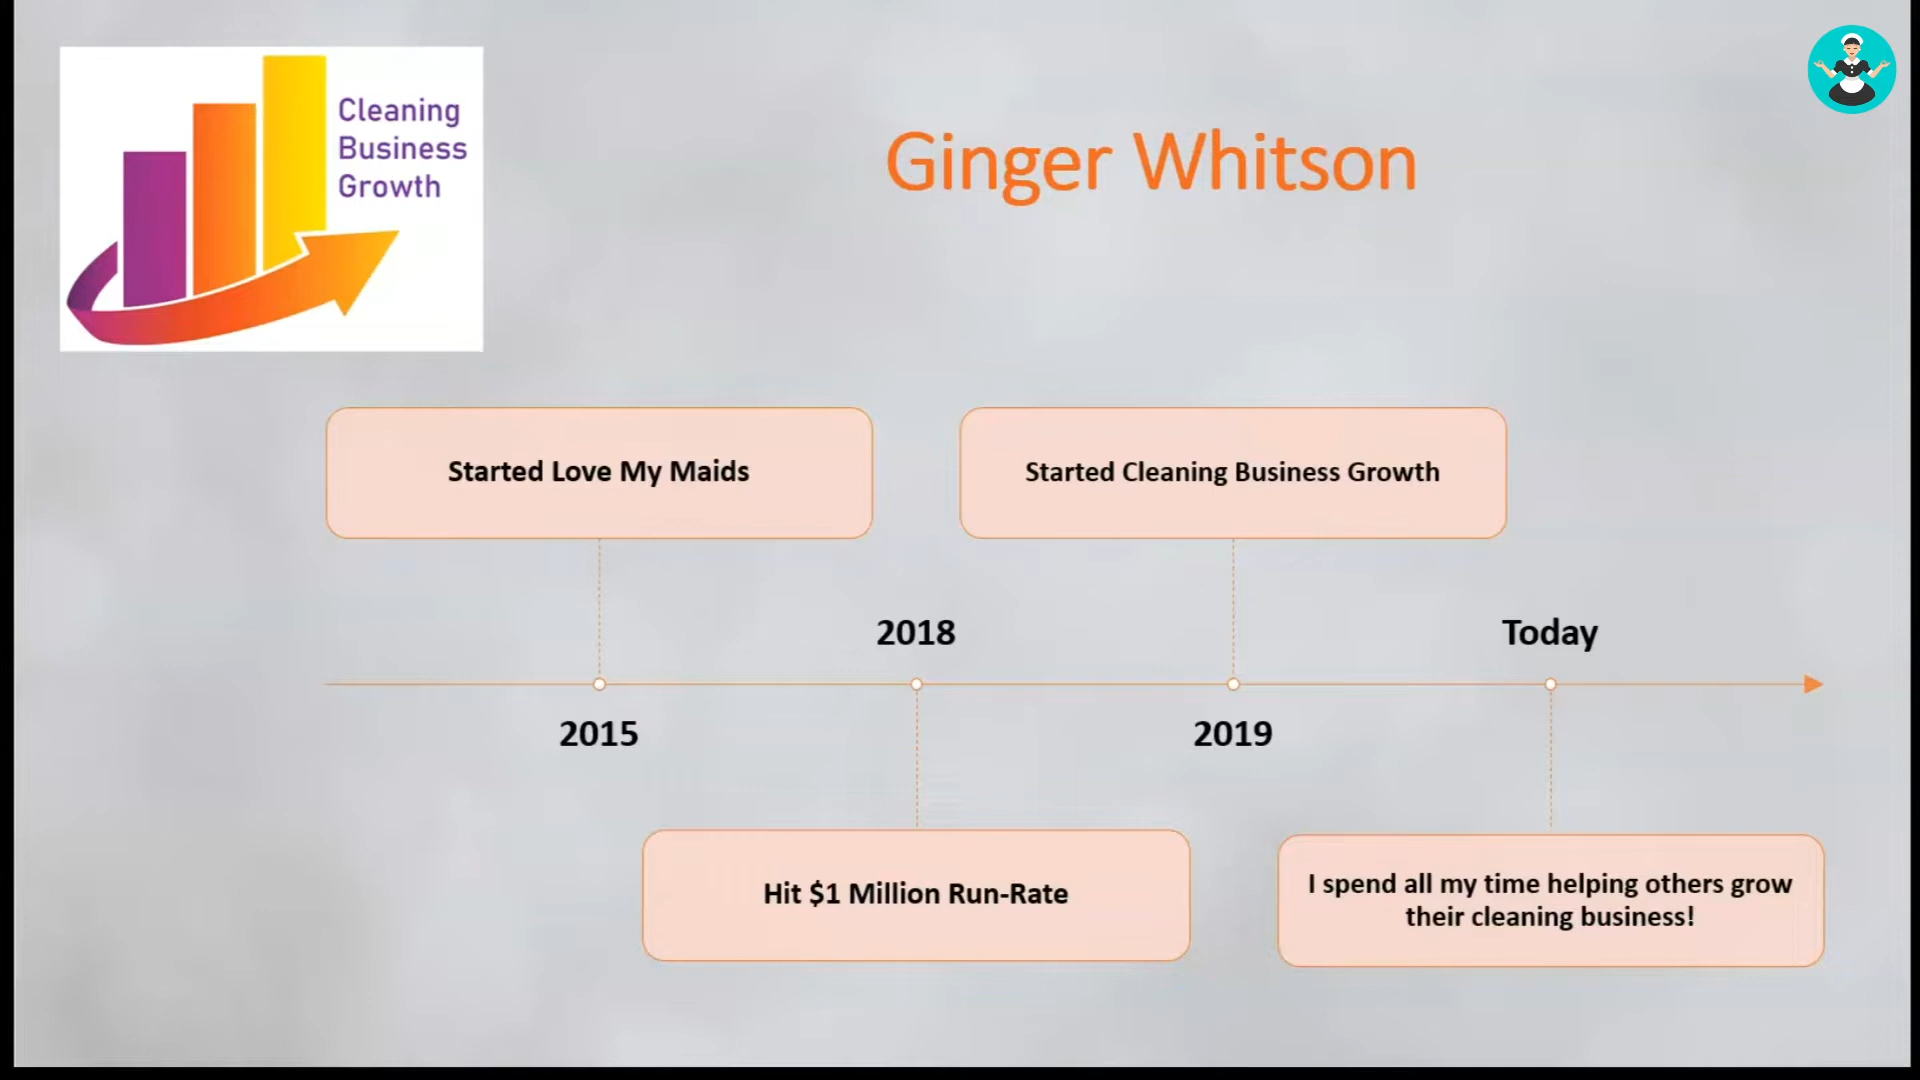 Cleaning
Business
Growth
Ginger Whitson
Started Love My Maids
Started Cleaning Business Growth
2018
Today
2015
2019
Hit $1 Million Run-Rate
I spend all my time helping others grow
their cleaning business!